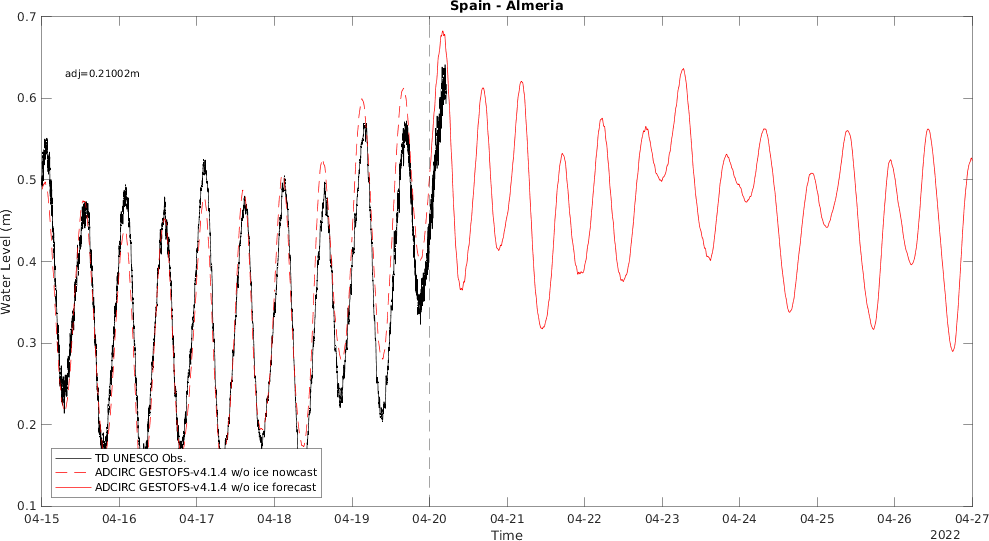 Spain - Almeria
adj=0.21002m
Water Level (m)
0.7
0.6
0.5
0.4
0.3
0.2
0.1
TD UNESCO Obs.
ADCIRC GESTOFS-v4.1.4 w/o ice nowcast
ADCIRC GESTOFS-v4.1.4 w/o ice forecast
04-15 04-16 04-17 04-18 04-19 04-20 04-21 04-22 04-23 04-24 04-25 04-26 04-27
Time
2022